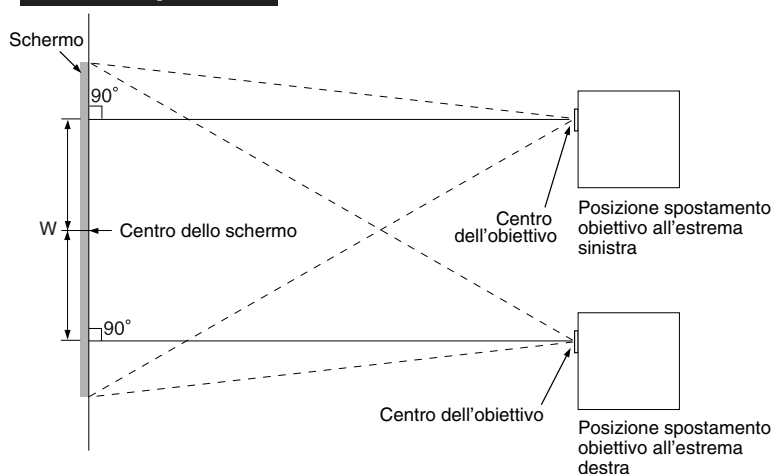 Schermo
90°
W
Centro dello schermo
Centro
dell'obiettivo
Posizione spostamento
obiettivo all'estrema
sinistra
90°
Centro dell'obiettivo
Posizione spostamento
obiettivo all'estrema
destra